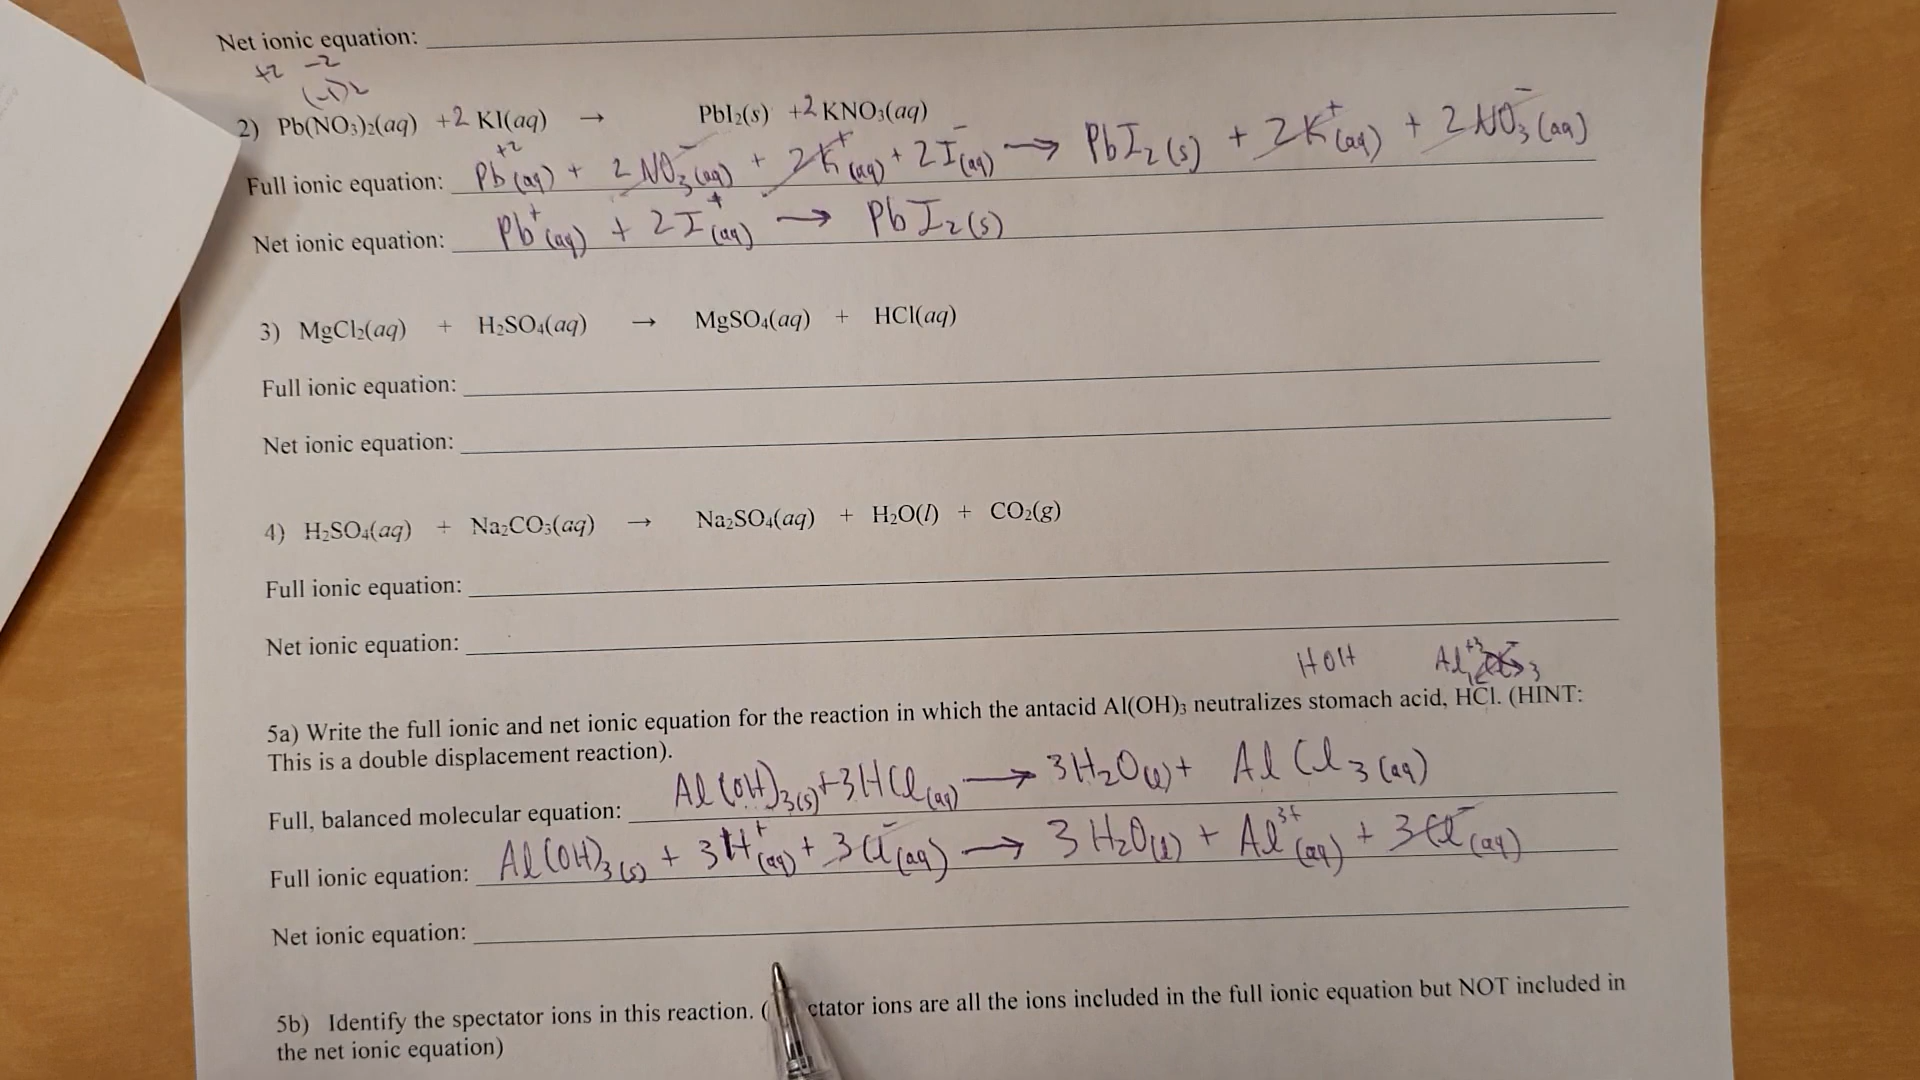 Net ionic equation:
+2 -2
(-1)2
2) Pb(NO₃)₂(aq) +2 KI(aq) → PbI₂(s) +2 KNO₃(aq)
Full ionic equation: Pb⁺²(aq) + 2 NO₃⁻(aq) + 2K⁺(aq) + 2I⁻(aq) → PbI₂(s) + 2K⁺(aq) + 2NO₃⁻(aq)
Net ionic equation: Pb⁺(aq) + 2I⁺(aq) → PbI₂(s)
3) MgCl₂(aq) + H₂SO₄(aq) → MgSO₄(aq) + HCl(aq)
Full ionic equation:
Net ionic equation:
4) H₂SO₄(aq) + Na₂CO₃(aq) → Na₂SO₄(aq) + H₂O(l) + CO₂(g)
Full ionic equation:
Net ionic equation:
HOH Al⁺³
5a) Write the full ionic and net ionic equation for the reaction in which the antacid Al(OH)₃ neutralizes stomach acid, HCl. (HINT:
This is a double displacement reaction).
Full, balanced molecular equation: Al(OH)₃(s)+3HCl(aq) → 3H₂O(l) + AlCl₃(aq)
Full ionic equation: Al(OH)₃(s) + 3H⁺(aq) + 3Cl⁻(aq) → 3H₂O(l) + Al³⁺(aq) + 3Cl⁻(aq)
Net ionic equation:
5b) Identify the spectator ions in this reaction. ( ctator ions are all the ions included in the full ionic equation but NOT included in
the net ionic equation)